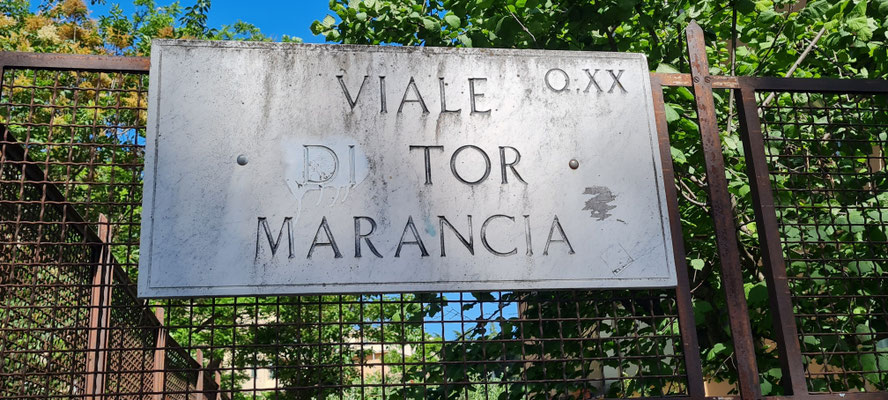 VIALE Q.XX
DI TOR
MARANCIA